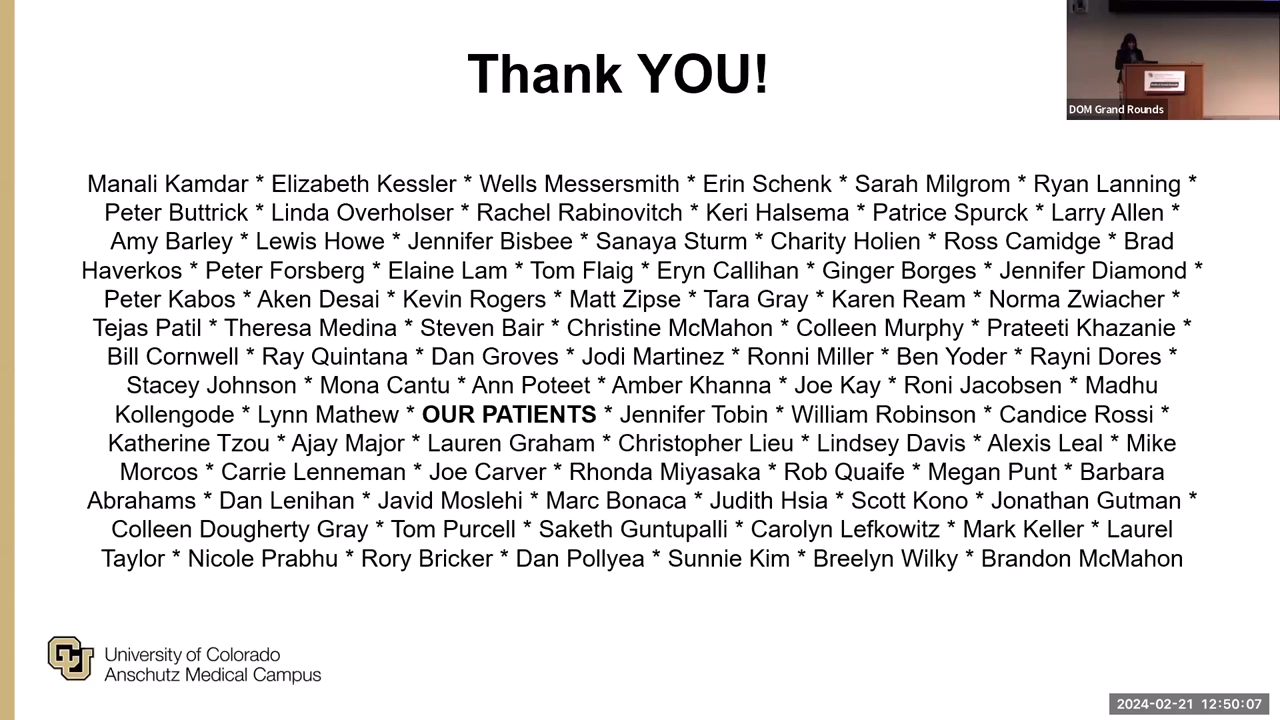 Thank YOU!
DOM Grand Rounds
Manali Kamdar * Elizabeth Kessler * Wells Messersmith * Erin Schenk * Sarah Milgrom * Ryan Lanning *
Peter Buttrick * Linda Overholser * Rachel Rabinovitch * Keri Halsema * Patrice Spurck * Larry Allen *
Amy Barley * Lewis Howe * Jennifer Bisbee * Sanaya Sturm * Charity Holien * Ross Camidge * Brad
Haverkos * Peter Forsberg * Elaine Lam * Tom Flaig * Eryn Callihan * Ginger Borges * Jennifer Diamond *
Peter Kabos * Aken Desai * Kevin Rogers * Matt Zipse * Tara Gray * Karen Ream * Norma Zwiacher *
Tejas Patil * Theresa Medina * Steven Bair * Christine McMahon * Colleen Murphy * Prateeti Khazanie *
Bill Cornwell * Ray Quintana * Dan Groves * Jodi Martinez * Ronni Miller * Ben Yoder * Rayni Dores *
Stacey Johnson * Mona Cantu * Ann Poteet * Amber Khanna * Joe Kay * Roni Jacobsen * Madhu
Kollengode * Lynn Mathew * OUR PATIENTS * Jennifer Tobin * William Robinson * Candice Rossi *
Katherine Tzou * Ajay Major * Lauren Graham * Christopher Lieu * Lindsey Davis * Alexis Leal * Mike
Morcos * Carrie Lenneman * Joe Carver * Rhonda Miyasaka * Rob Quaife * Megan Punt * Barbara
Abrahams * Dan Lenihan * Javid Moslehi * Marc Bonaca * Judith Hsia * Scott Kono * Jonathan Gutman *
Colleen Dougherty Gray * Tom Purcell * Saketh Guntupalli * Carolyn Lefkowitz * Mark Keller * Laurel
Taylor * Nicole Prabhu * Rory Bricker * Dan Pollyea * Sunnie Kim * Breelyn Wilky * Brandon McMahon
University of Colorado
Anschutz Medical Campus
2024-02-21 12:50:07